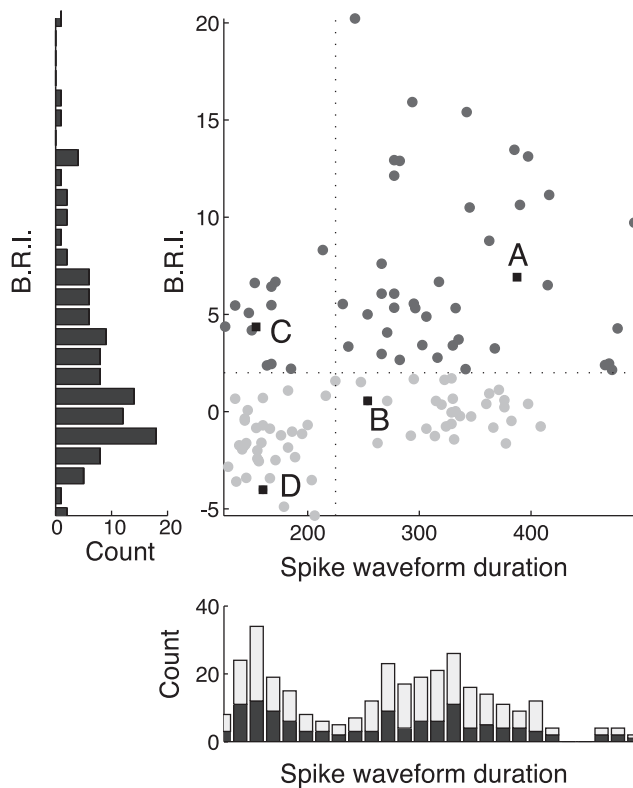 20
15
10
5
0
-5
B.R.I.
B.R.I.
A
C
B
D
0 10 20
Count
200 300 400
Spike waveform duration
40
20
0
Count
Spike waveform duration